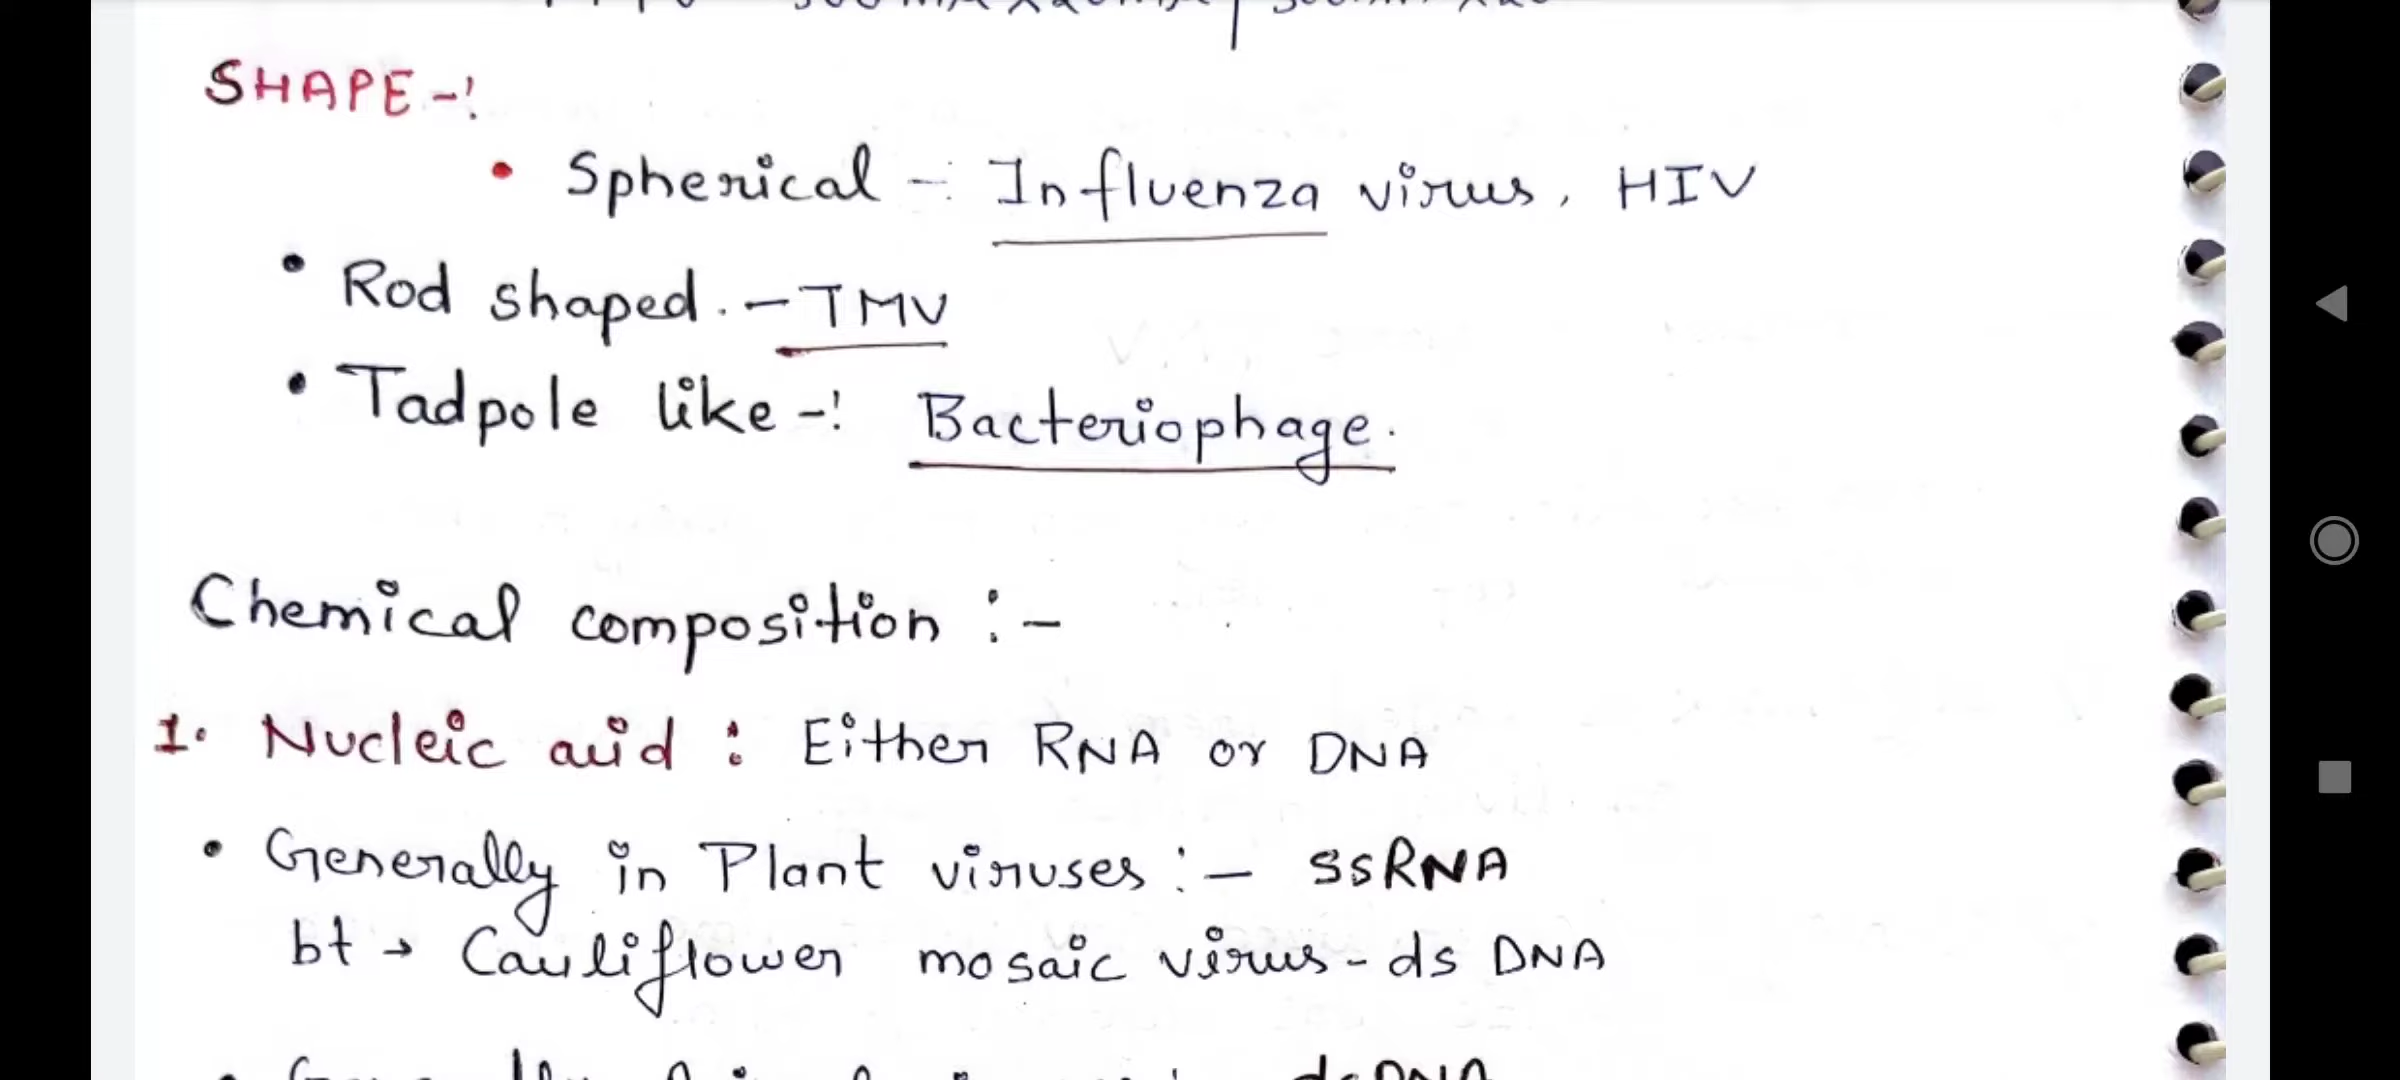 SHAPE -!
• Spherical - Influenza virus, HIV
• Rod shaped. - TMV
• Tadpole like -! Bacteriophage.
Chemical composition :-
1. Nucleic acid : Either RNA or DNA
• Generally in Plant viruses :- ssRNA
bt → Cauliflower mosaic virus - ds DNA